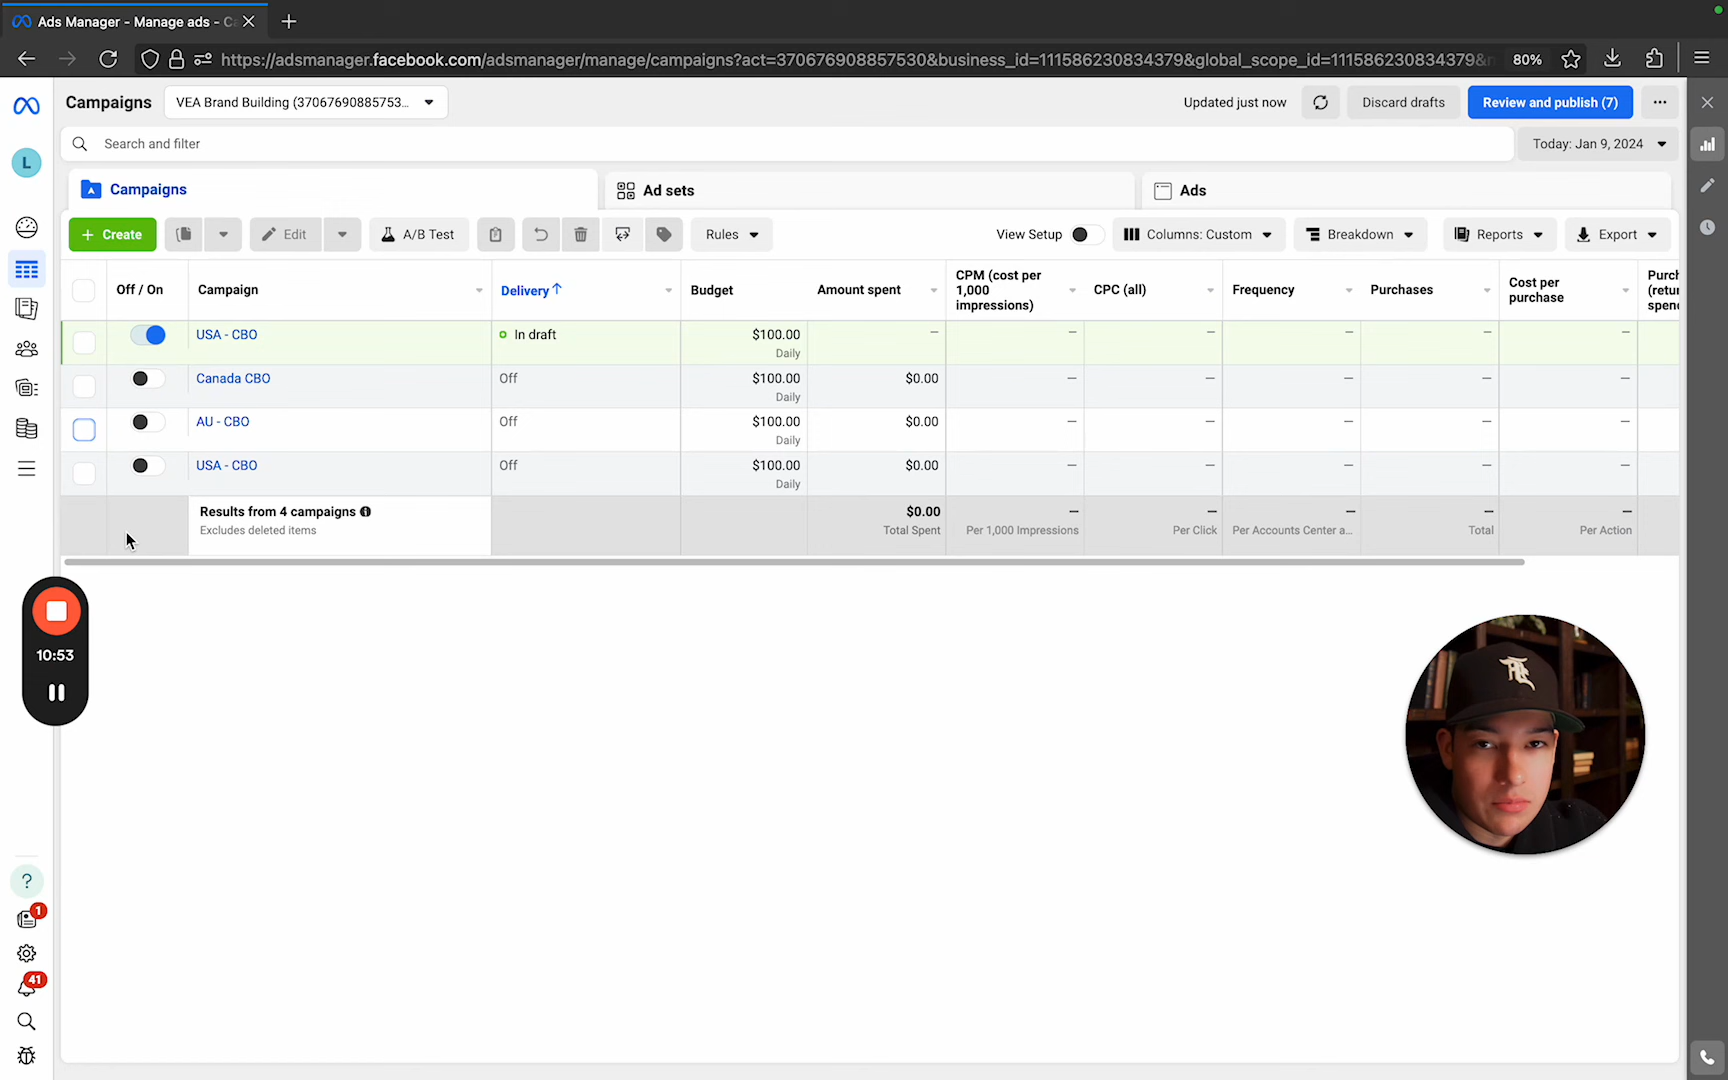 Ads Manager - Manage ads - C
https://adsmanager.facebook.com/adsmanager/manage/campaigns?act=370676908857530&business_id=111586230834379&global_scope_id=111586230834379&
80%
Campaigns
VEA Brand Building (37067690885753...
Updated just now
Discard drafts
Review and publish (7)
L
Search and filter
Today: Jan 9, 2024
Campaigns
Ad sets
Ads
+ Create
Edit
A/B Test
Rules
View Setup
Columns: Custom
Breakdown
Reports
Export
Off / On
Campaign
Delivery ↑
Budget
Amount spent
CPM (cost per
1,000
impressions)
CPC (all)
Frequency
Purchases
Cost per
purchase
Purch
(retu
spen
USA - CBO
In draft
$100.00
Daily
–
–
–
–
–
–
Canada CBO
Off
$100.00
Daily
$0.00
–
–
–
–
–
AU - CBO
Off
$100.00
Daily
$0.00
–
–
–
–
–
USA - CBO
Off
$100.00
Daily
$0.00
–
–
–
–
–
Results from 4 campaigns
Excludes deleted items
$0.00
Total Spent
–
Per 1,000 Impressions
–
Per Click
–
Per Accounts Center a...
–
Total
–
Per Action
10:53
?
1
41